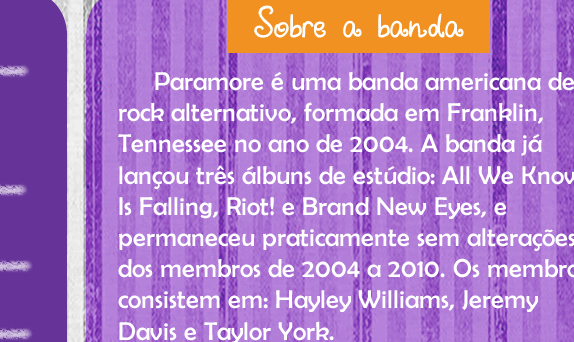 Sobre a banda
Paramore é uma banda americana de
rock alternativo, formada em Franklin,
Tennessee no ano de 2004. A banda já
lançou três álbuns de estúdio: All We Know
Is Falling, Riot! e Brand New Eyes, e
permaneceu praticamente sem alterações
dos membros de 2004 a 2010. Os membro
consistem em: Hayley Williams, Jeremy
Davis e Taylor York.